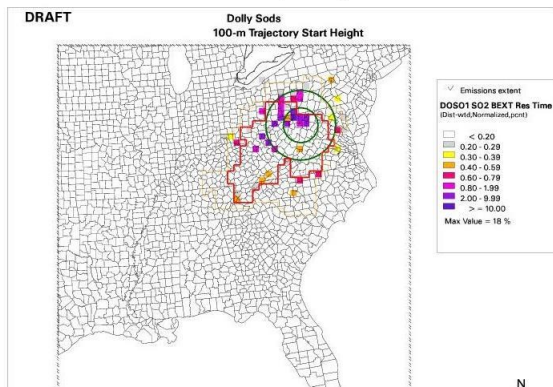 DRAFT
Dolly Sods
100-m Trajectory Start Height
Emissions extent
DOSO1 SO2 BEXT Res Time
(Dist-wtd,Normalized,pcnt)
< 0.20
0.20 - 0.29
0.30 - 0.39
0.40 - 0.59
0.60 - 0.79
0.80 - 1.99
2.00 - 9.99
> = 10.00
Max Value = 18 %
N